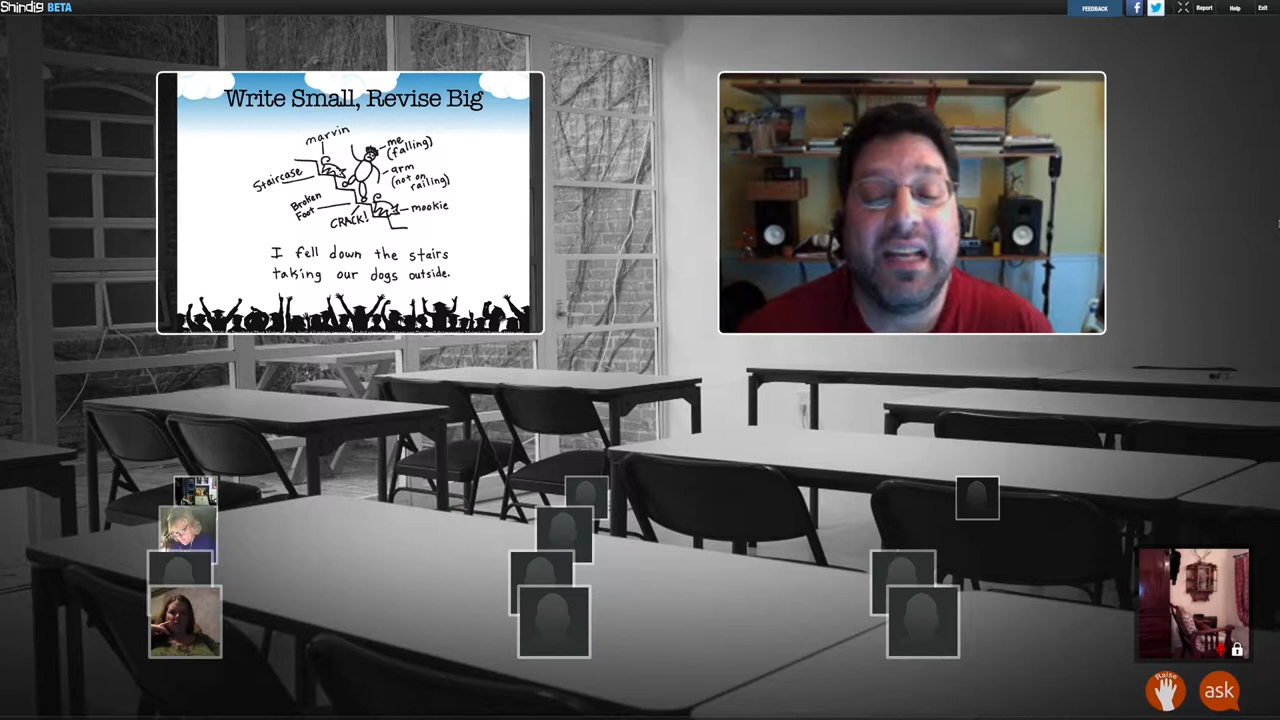 Shindig BETA
FEEDBACK
Report
Help
Exit
Write Small, Revise Big
marvin
me
(falling)
Staircase
arm
(not on
railing)
Broken
Foot
mookie
CRACK!
I fell down the stairs
taking our dogs outside.
Raise
ask